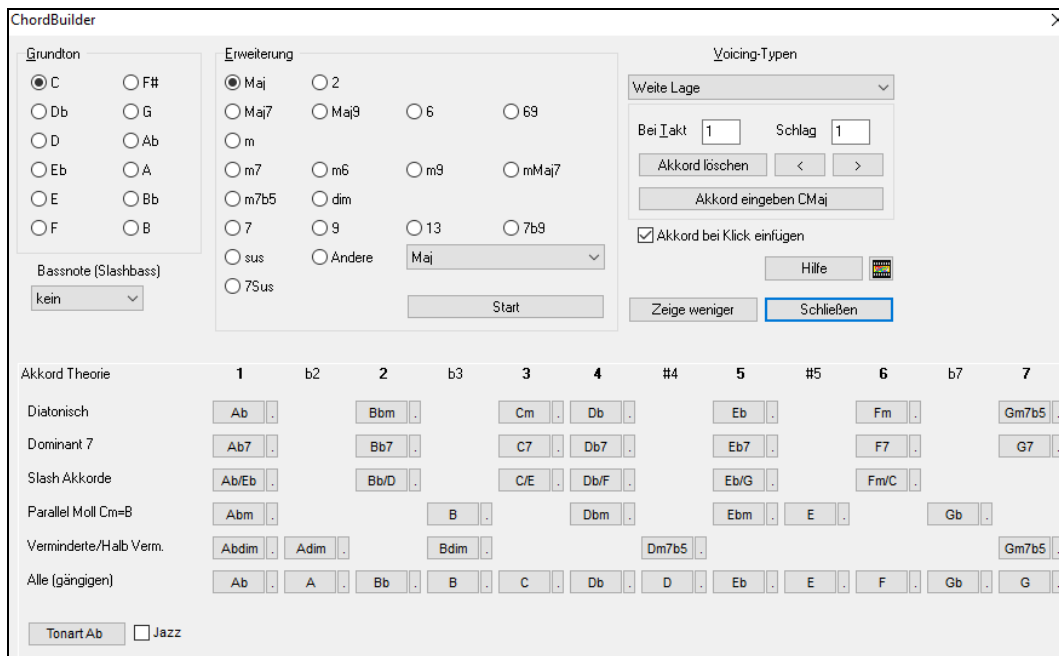 ChordBuilder
Grundton
C F#
Db G
D Ab
Eb A
E Bb
F B
Bassnote (Slashbass)
kein
Erweiterung
Maj 2
Maj7 Maj9 6 69
m
m7 m6 m9 mMaj7
m7b5 dim
7 9 13 7b9
sus Andere Maj
7Sus
Start
Voicing-Typen
Weite Lage
Bei Takt 1 Schlag 1
Akkord löschen < >
Akkord eingeben CMaj
Akkord bei Klick einfügen
Hilfe
Zeige weniger Schließen
Akkord Theorie 1 b2 2 b3 3 4 #4 5 #5 6 b7 7
Diatonisch Ab . Bbm . Cm . Db . Eb . Fm . Gm7b5 .
Dominant 7 Ab7 . Bb7 . C7 . Db7 . Eb7 . F7 . G7 .
Slash Akkorde Ab/Eb . Bb/D . C/E . Db/F . Eb/G . Fm/C .
Parallel Moll Cm=B Abm . B . Dbm . Ebm . E . Gb .
Verminderte/Halb Verm. Abdim . Adim . Bdim . Dm7b5 . Gm7b5 .
Alle (gängigen) Ab . A . Bb . B . C . Db . D . Eb . E . F . Gb . G .
Tonart Ab Jazz